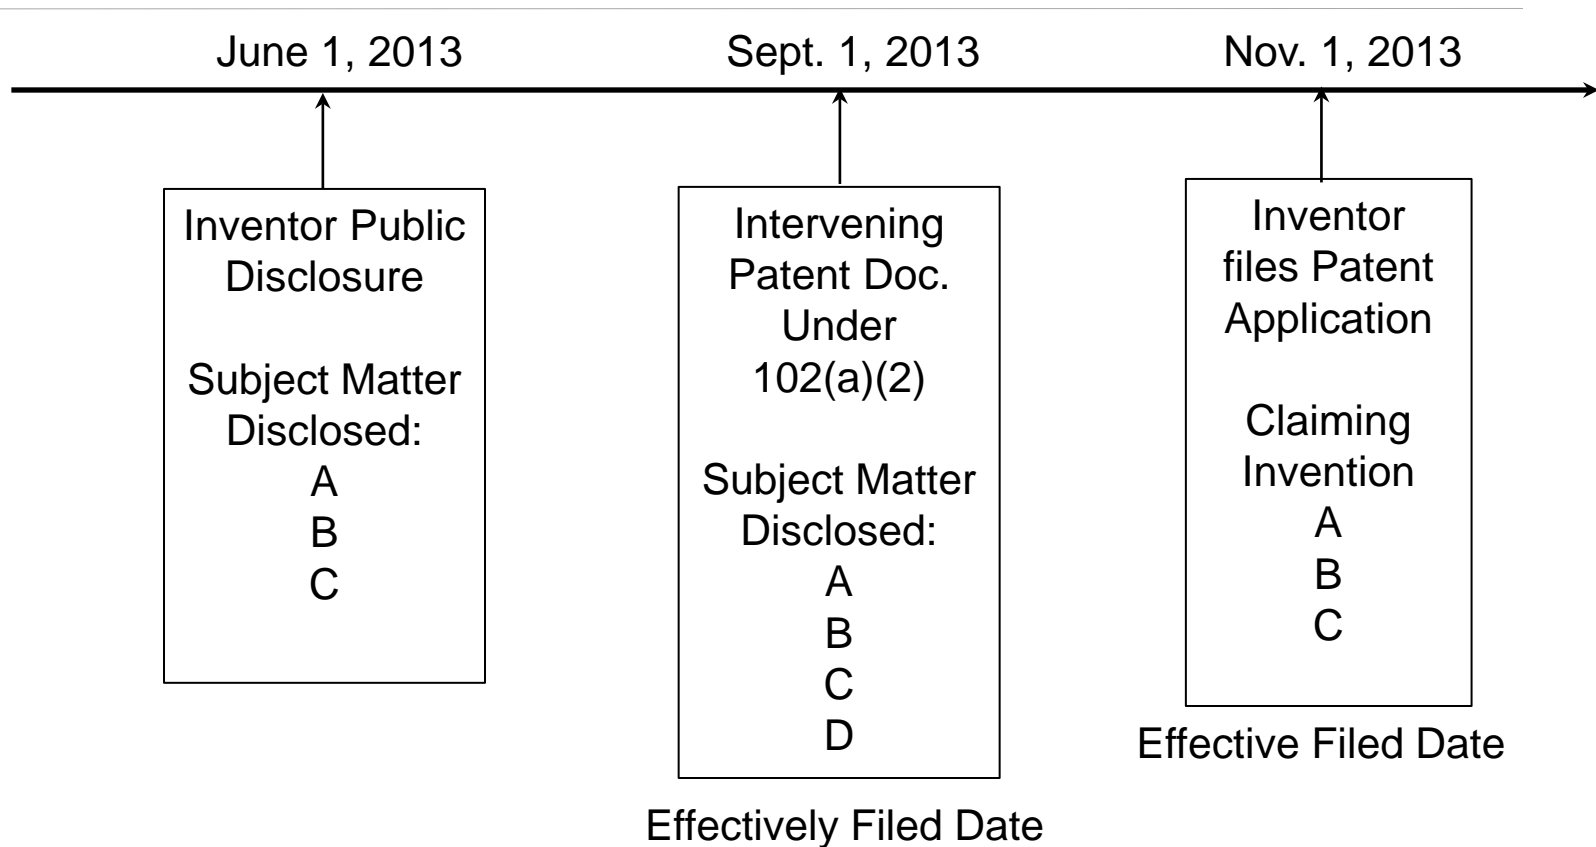 June 1, 2013
Sept. 1, 2013
Nov. 1, 2013
Inventor Public
Disclosure
Subject Matter
Disclosed:
A
B
C
Intervening
Patent Doc.
Under
102(a)(2)
Subject Matter
Disclosed:
A
B
C
D
Effectively Filed Date
Inventor
files Patent
Application
Claiming
Invention
A
B
C
Effective Filed Date